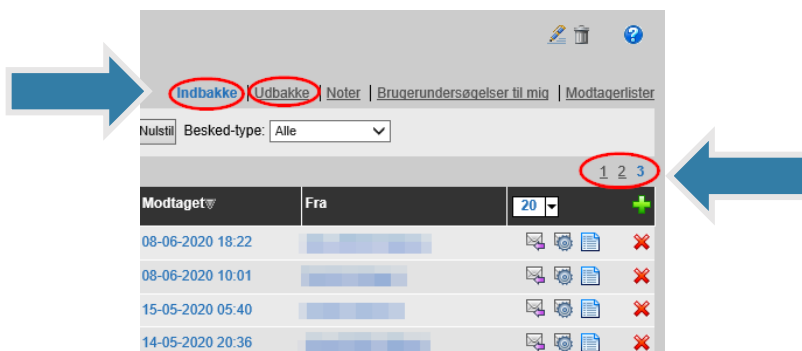 Indbakke | Udbakke | Noter | Brugerundersøgelser til mig | Modtagerlister
Nulstil Besked-type: Alle
1 2 3
Modtaget Fra 20
08-06-2020 18:22
08-06-2020 10:01
15-05-2020 05:40
14-05-2020 20:36